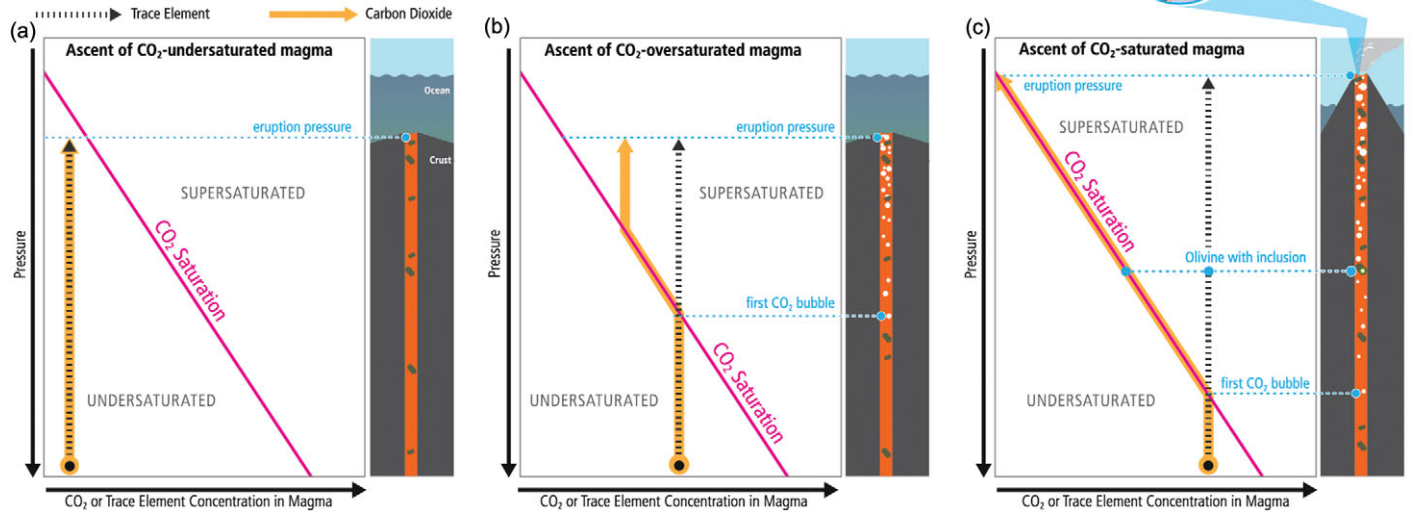 Trace Element
Carbon Dioxide
(a)
Ascent of CO₂-undersaturated magma
Ocean
eruption pressure
Crust
SUPERSATURATED
CO₂ Saturation
UNDERSATURATED
Pressure
CO₂ or Trace Element Concentration in Magma
(b)
Ascent of CO₂-oversaturated magma
eruption pressure
SUPERSATURATED
first CO₂ bubble
UNDERSATURATED
CO₂ Saturation
Pressure
CO₂ or Trace Element Concentration in Magma
(c)
Ascent of CO₂-saturated magma
eruption pressure
SUPERSATURATED
CO₂ Saturation
Olivine with inclusion
first CO₂ bubble
UNDERSATURATED
Pressure
CO₂ or Trace Element Concentration in Magma